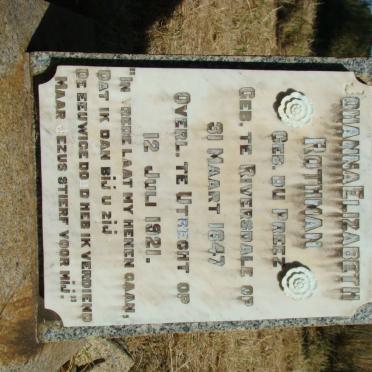 Johanna Elizabeth
Rothman
Geb. du Preez
Geb. te Riversdale op
31 Maart 1847
Overl. te Utrecht op
12 Juli 1921.
"In vrede laat my henen gaan,
Dat ik dan bij u zij
De eeuwige dood heb ik verdiend
Maar Jezus stierf voor mij."